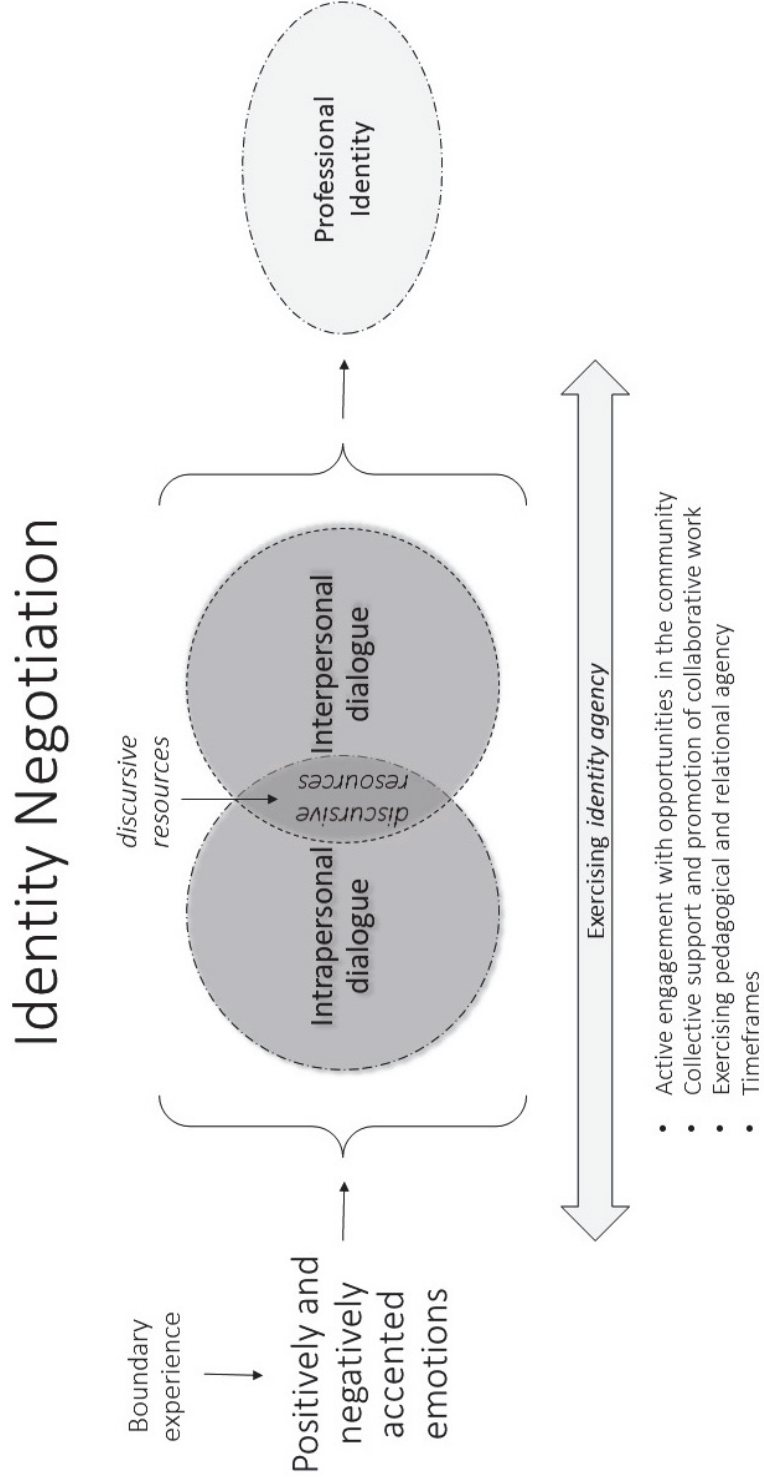 Identity Negotiation
Boundary
experience
Positively and
negatively
accented
emotions
discursive
resources
Intrapersonal
dialogue
discursive
resources
Interpersonal
dialogue
Professional
Identity
Exercising identity agency
• Active engagement with opportunities in the community
• Collective support and promotion of collaborative work
• Exercising pedagogical and relational agency
• Timeframes